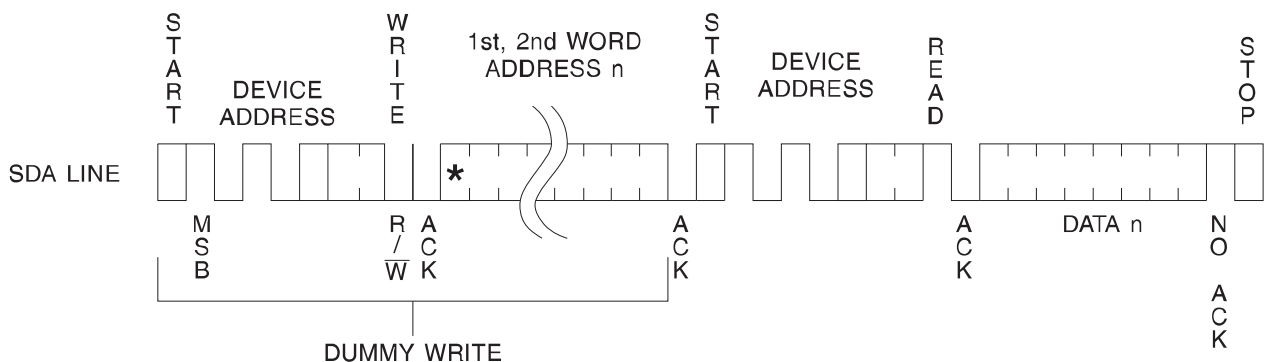 START
DEVICE
ADDRESS
WRITE
1st, 2nd WORD
ADDRESS n
START
DEVICE
ADDRESS
READ
STOP
SDA LINE
*
MSB
R/W
ACK
ACK
ACK
DATA n
NO ACK
DUMMY WRITE